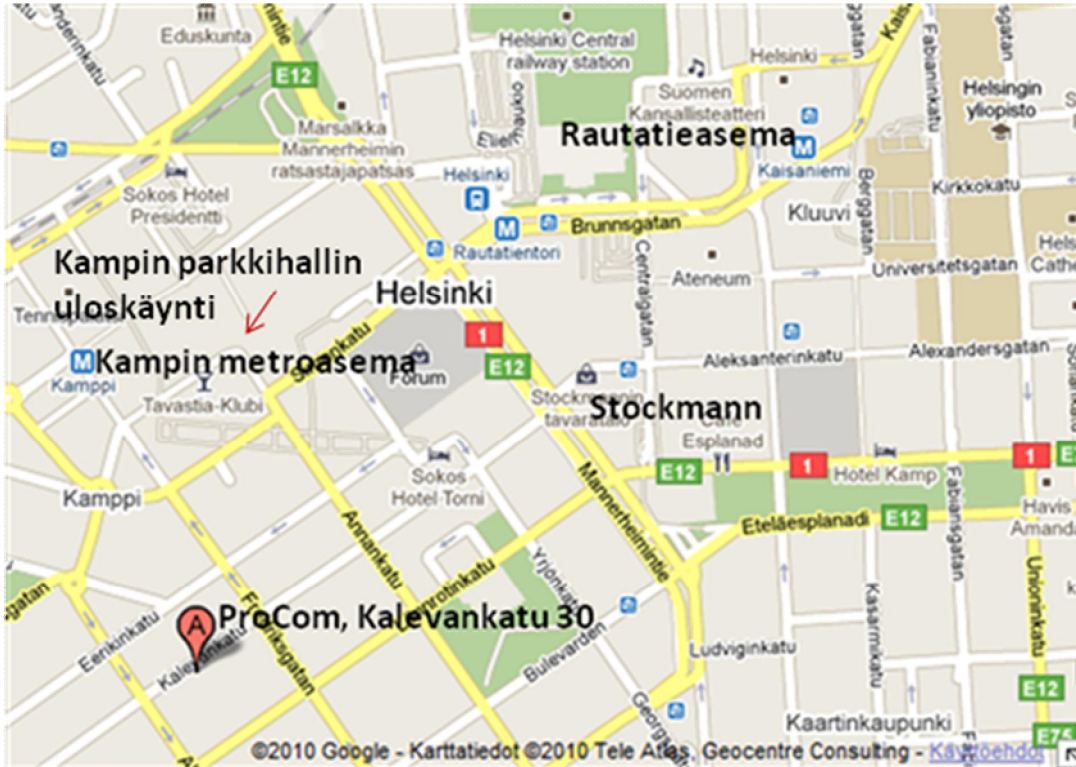 Eduskunta
Helsinki Central
railway station
Helsinki
E12
Suomen
Kansallisteatteri
Helsingin
yliopisto
Marsalkka
Mannerheimin
ratsastajapatsas
Rautatieasema
M
Kaisaniemi
Fabianinkatu
Sokos Hotel
Presidentti
Helsinki
M
Rautatientori
Brunnsgatan
Kluuvi
Berggatan
Kirkkokatu
Kampin parkkihallin
uloskäynti
Ateneum
Centralgatan
Universitetsgatan
Helsinki
1
E12
M
Kamppi
Kampin metroasema
Forum
Tavastia-Klubi
Aleksanterinkatu
Alexandersgatan
Stockmann
Esplanad
E12
1
Hotel Kamp
1
Sokos
Hotel Torni
Kamppi
Annankatu
Mannerheimintie
Eteläesplanadi
E12
Fabiansgatan
Havis
Unioninkatu
Kasarmikatu
Bulevarden
Ludviginkatu
Eerikinkatu
A
ProCom, Kalevankatu 30
Kalevankatu
E12
Kaartinkaupunki
E75
©2010 Google - Karttatiedot ©2010 Tele Atlas, Geocentre Consulting - Käyttöehdot